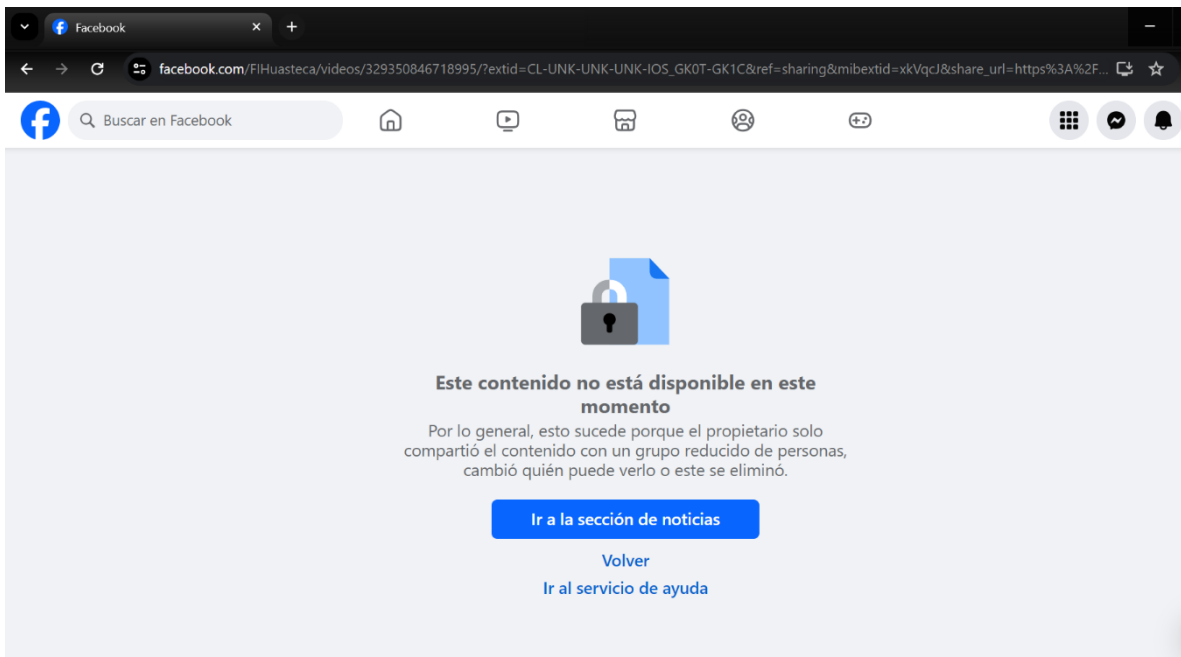 Facebook
facebook.com/FIHuasteca/videos/329350846718995/?extid=CL-UNK-UNK-UNK-IOS_GK0T-GK1C&ref=sharing&mibextid=xkVqcJ&share_url=https%3A%2F...
Buscar en Facebook
Este contenido no está disponible en este
momento
Por lo general, esto sucede porque el propietario solo
compartió el contenido con un grupo reducido de personas,
cambió quién puede verlo o este se eliminó.
Ir a la sección de noticias
Volver
Ir al servicio de ayuda